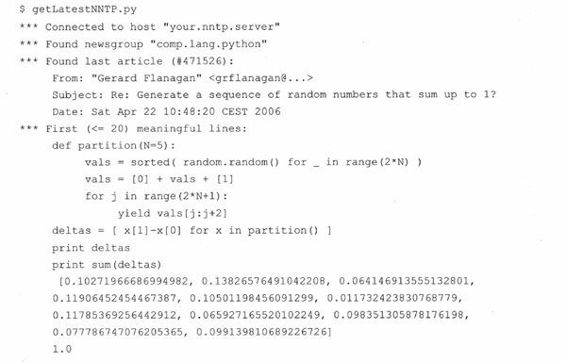 $ getLatestNNTP.py
*** Connected to host "your.nntp.server"
*** Found newsgroup "comp.lang.python"
*** Found last article (#471526):
From: "Gerard Flanagan" <grflanagan@...>
Subject: Re: Generate a sequence of random numbers that sum up to 1?
Date: Sat Apr 22 10:48:20 CEST 2006
*** First (<= 20) meaningful lines:
def partition(N=5):
vals = sorted( random.random() for _ in range(2*N) )
vals = [0] + vals + [1]
for j in range(2*N+1):
yield vals[j:j+2]
deltas = [ x[1]-x[0] for x in partition() ]
print deltas
print sum(deltas)
[0.10271966686994982, 0.13826576491042208, 0.064146913555132801,
0.11906452454467387, 0.10501198456091299, 0.011732423830768779,
0.11785369256442912, 0.065927165520102249, 0.098351305878176198,
0.077786747076205365, 0.099139810689226726]
1.0